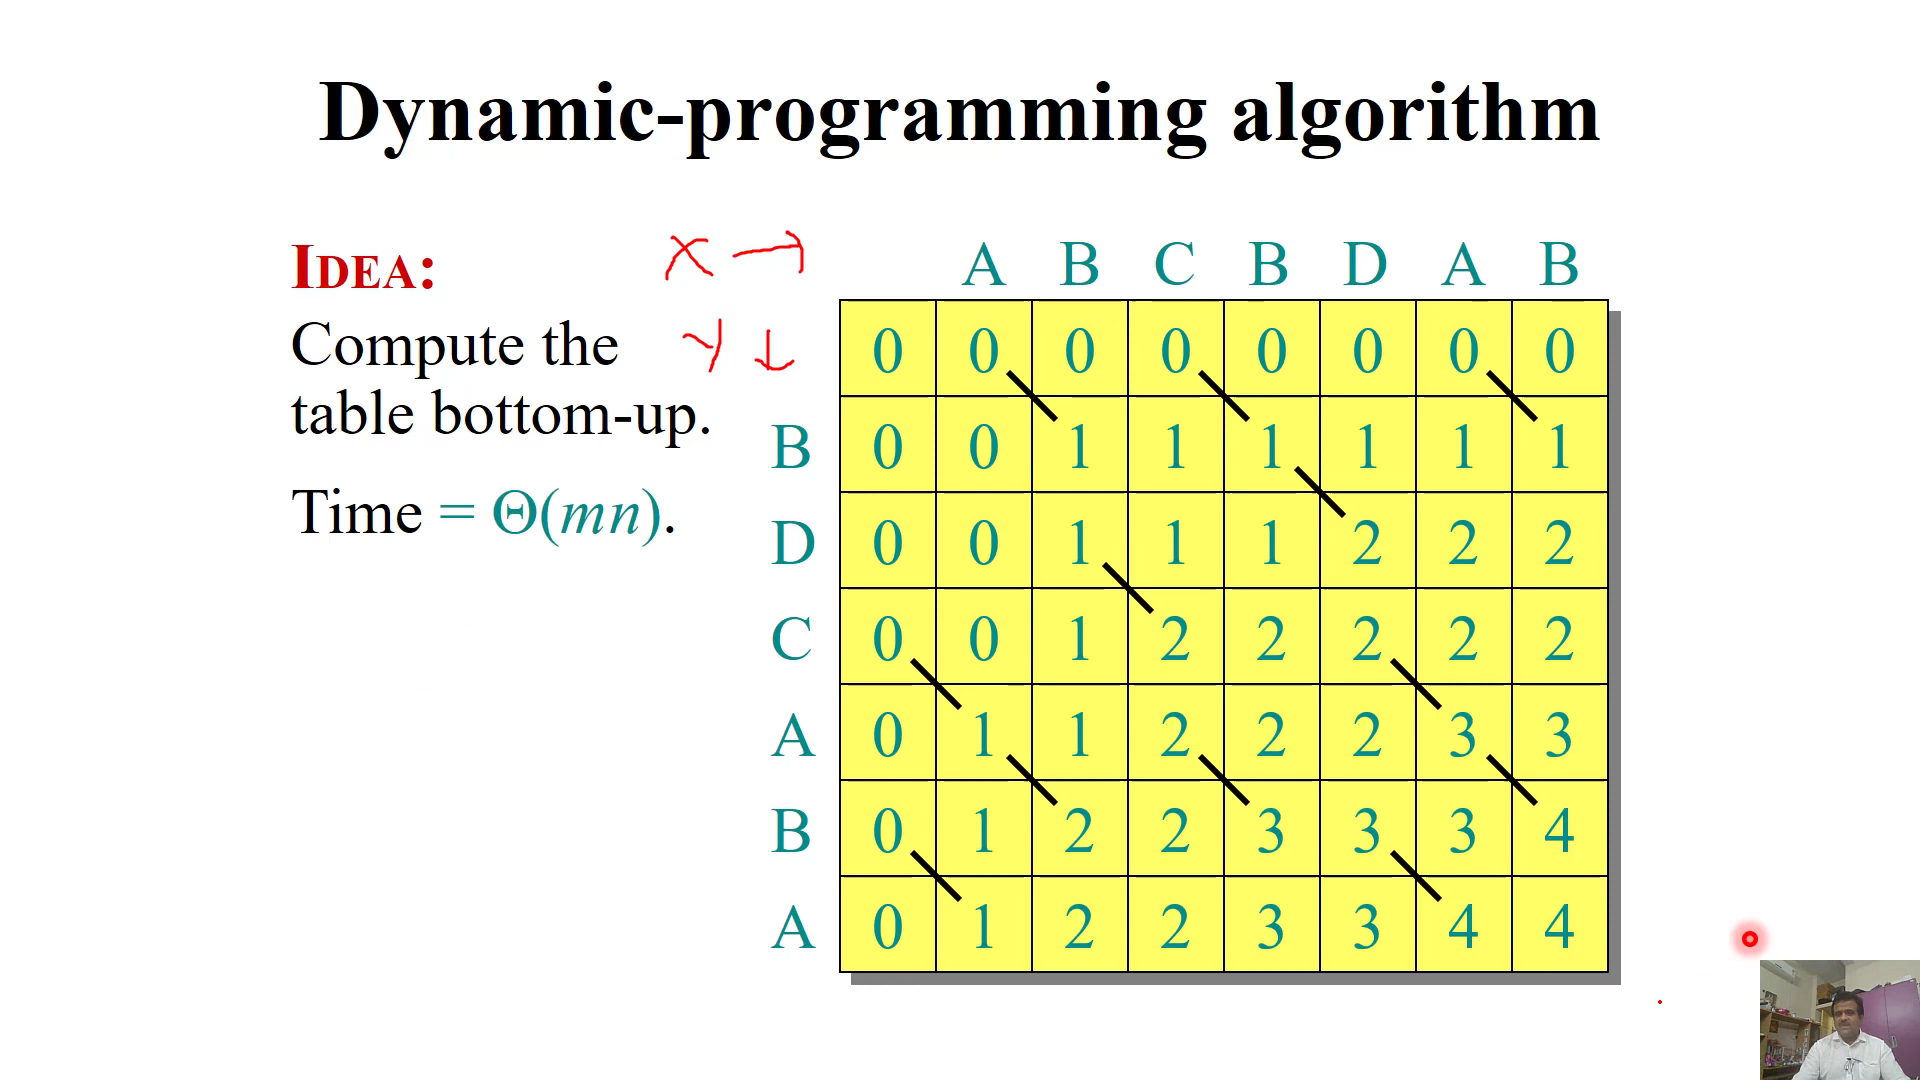 Dynamic-programming algorithm
IDEA:
Compute the
table bottom-up.
Time = Θ(mn).
X →
Y ↓
A B C B D A B
0 0 0 0 0 0 0 0
B 0 0 1 1 1 1 1 1
D 0 0 1 1 1 2 2 2
C 0 0 1 2 2 2 2 2
A 0 1 1 2 2 2 3 3
B 0 1 2 2 3 3 3 4
A 0 1 2 2 3 3 4 4